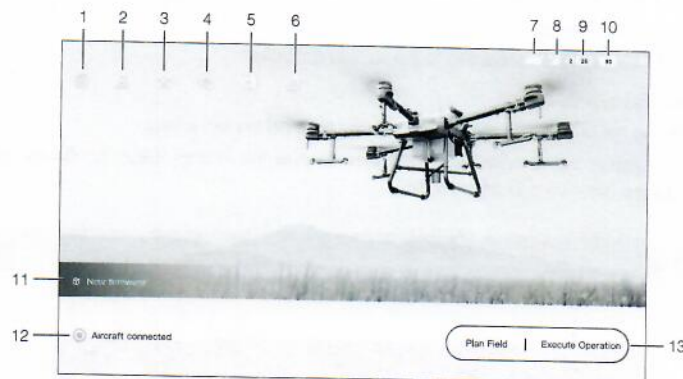 1 2 3 4 5 6 7 8 9 10
11 New firmware
12 Aircraft connected
Plan Field | Execute Operation 13